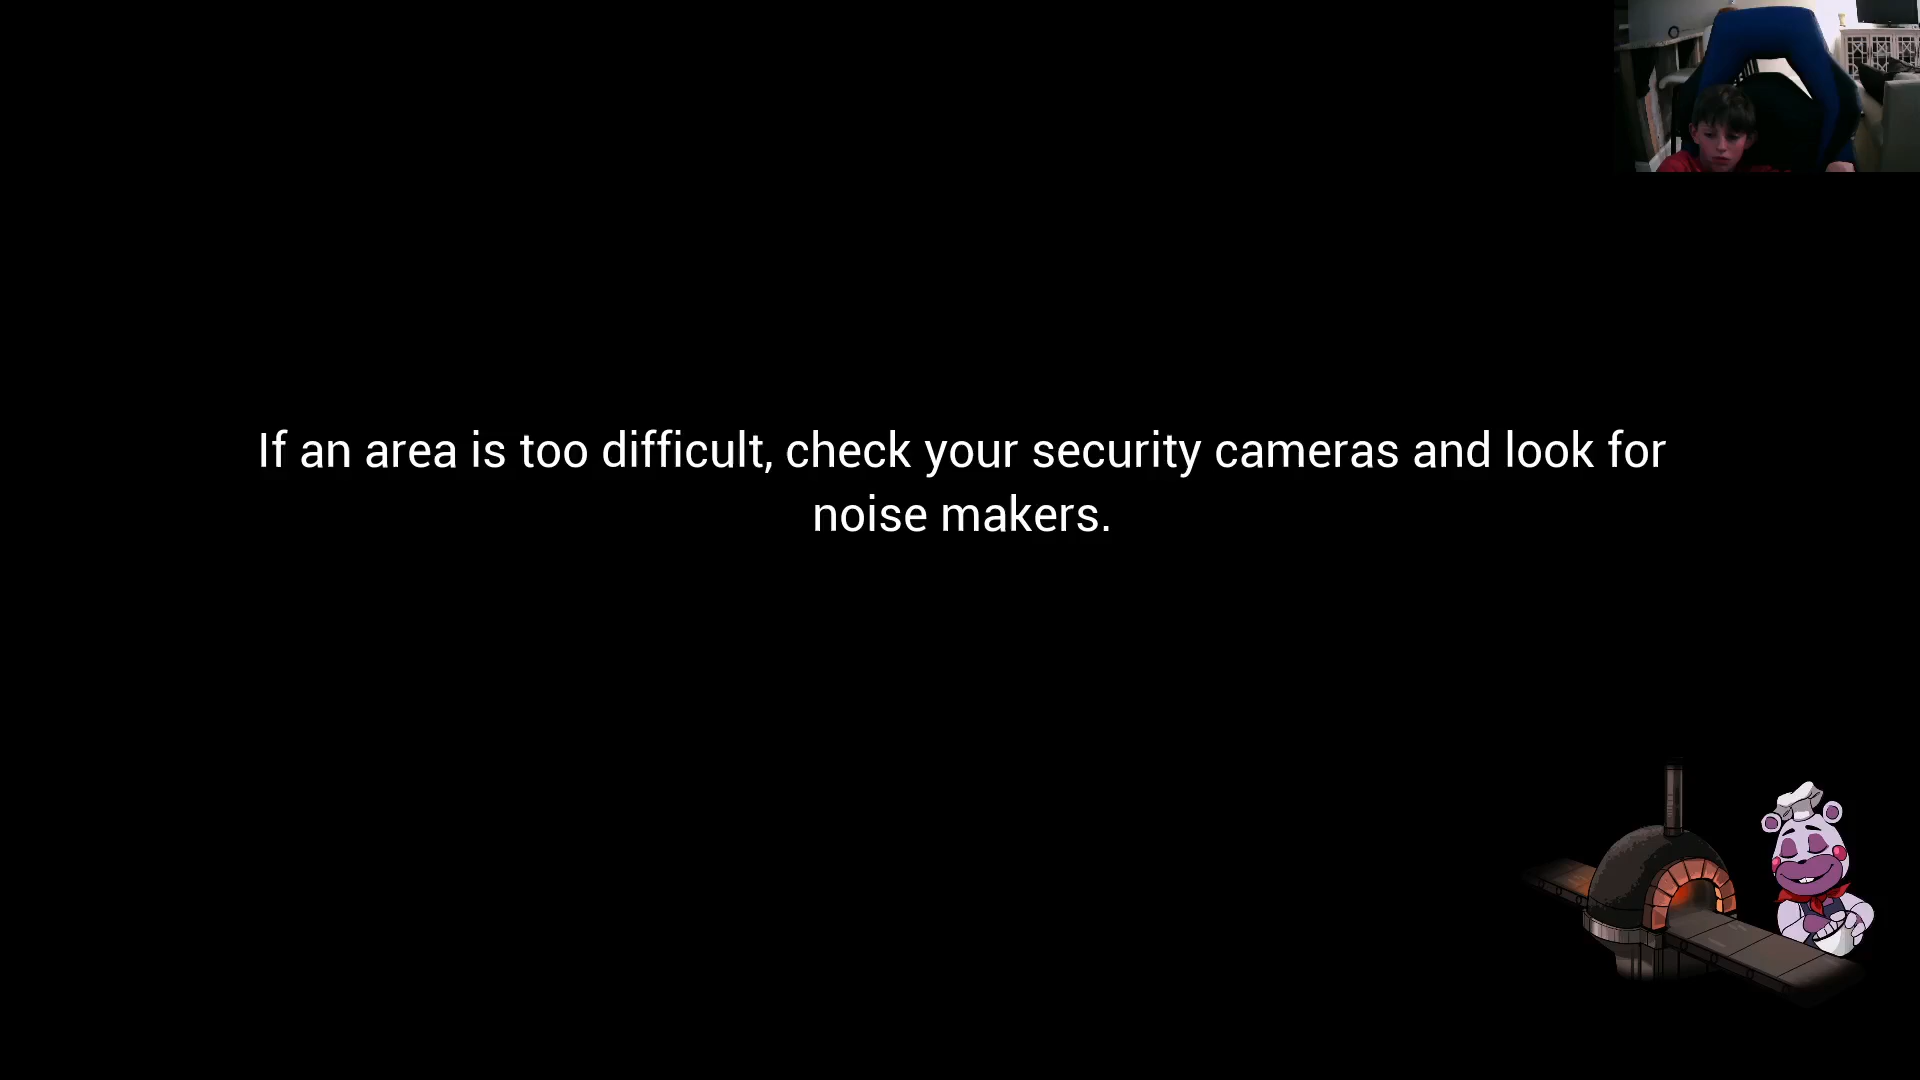 If an area is too difficult, check your security cameras and look for
noise makers.